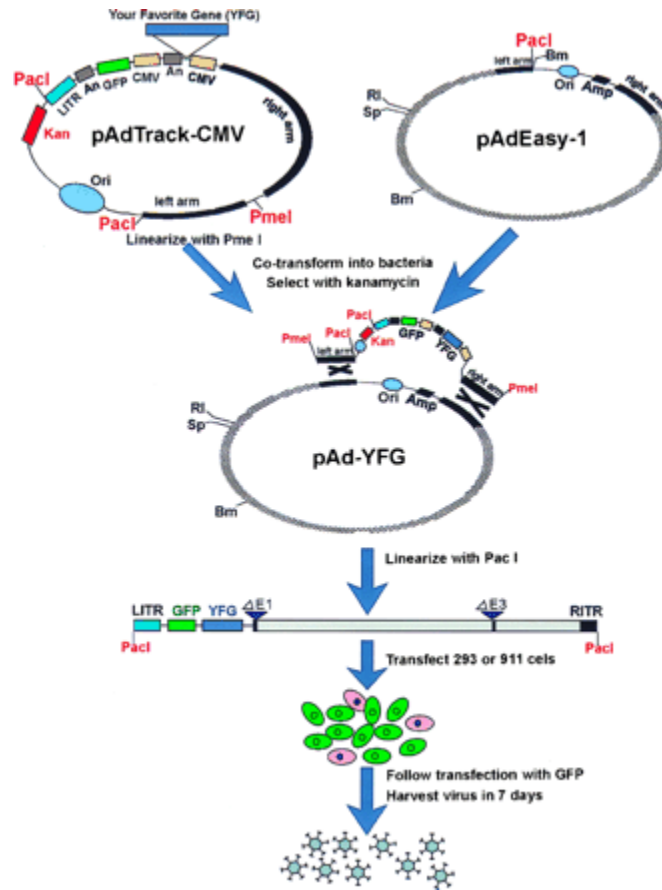 Your Favorite Gene (YFG)
PacI
LITR
An
GFP
CMV
An
CMV
right arm
Kan
pAdTrack-CMV
Ori
left arm
PacI
PmeI
Linearize with Pme I
PacI
Bm
left arm
right arm
Ori
Amp
RI
Sp
pAdEasy-1
Bm
Co-transform into bacteria
Select with kanamycin
PacI
PacI
Kan
GFP
YFG
PmeI
left arm
right arm
PmeI
Ori
Amp
RI
Sp
pAd-YFG
Bm
Linearize with Pac I
LITR GFP YFG △E1 △E3 RITR
PacI PacI
Transfect 293 or 911 cels
Follow transfection with GFP
Harvest virus in 7 days